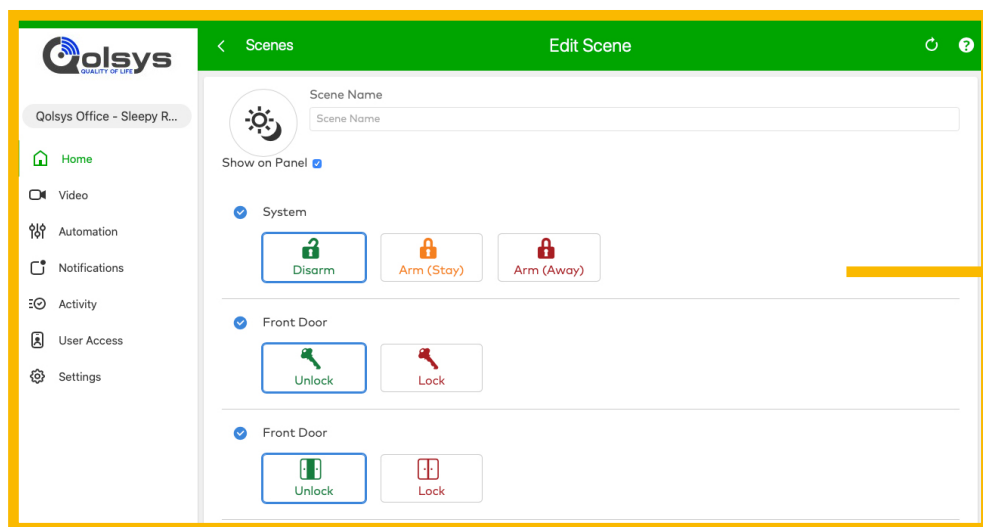 Qolsys
QUALITY OF LIFE
Qolsys Office - Sleepy R...
Home
Video
Automation
Notifications
Activity
User Access
Settings
Scenes
Edit Scene
?
Scene Name
Scene Name
Show on Panel
System
Disarm
Arm (Stay)
Arm (Away)
Front Door
Unlock
Lock
Front Door
Unlock
Lock